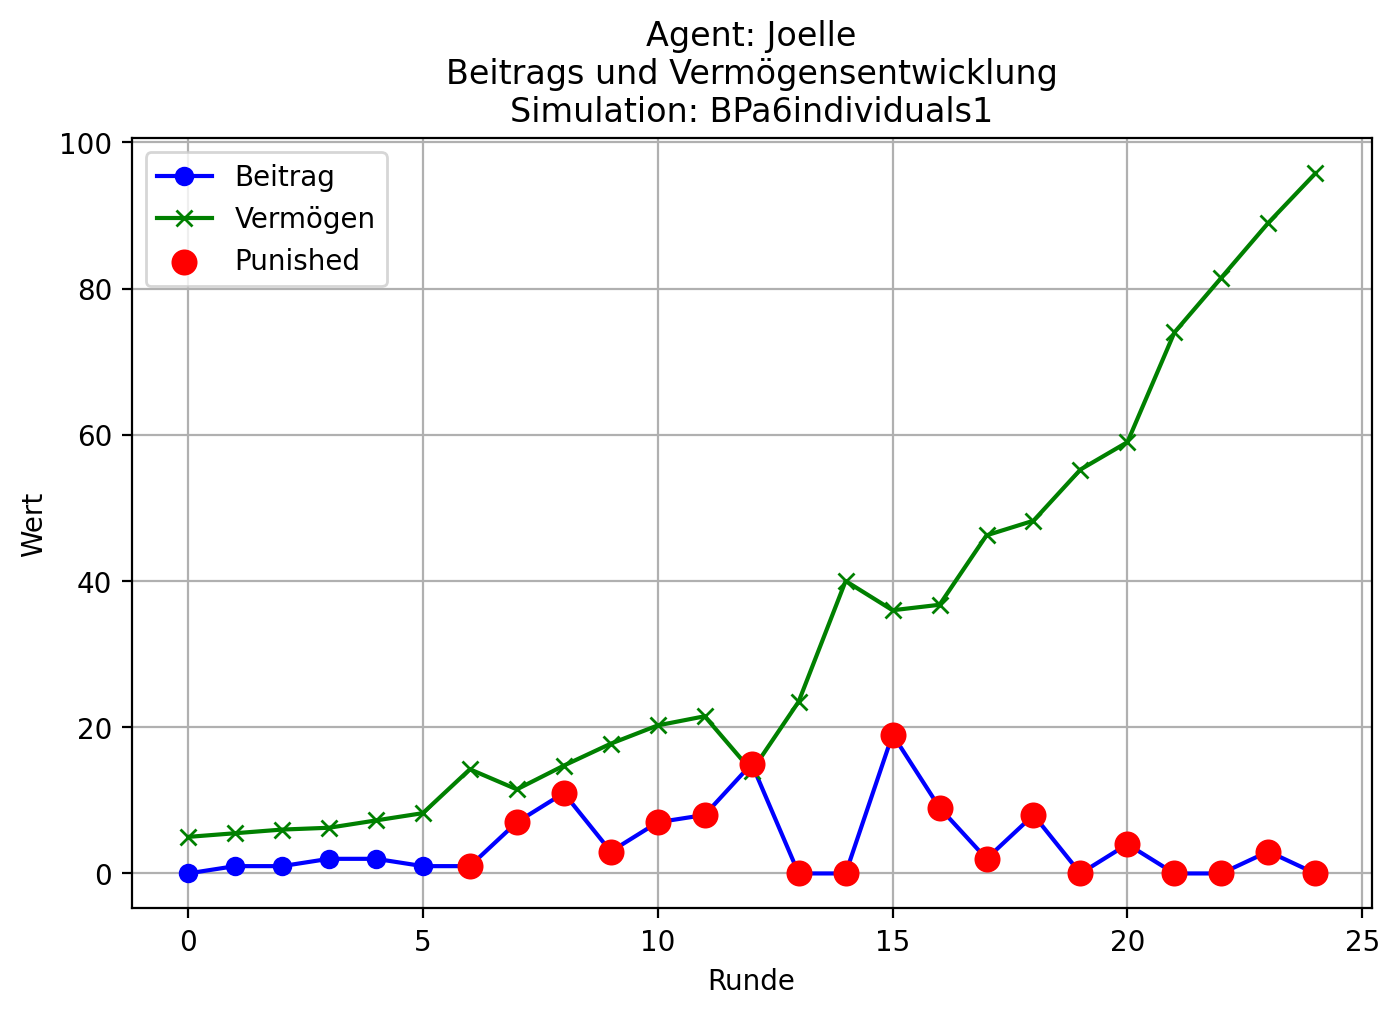 Agent: Joelle
Beitrags und Vermögensentwicklung
Simulation: BPa6individuals1
Beitrag
Vermögen
Punished
Wert
100
80
60
40
20
0
0 5 10 15 20 25
Runde